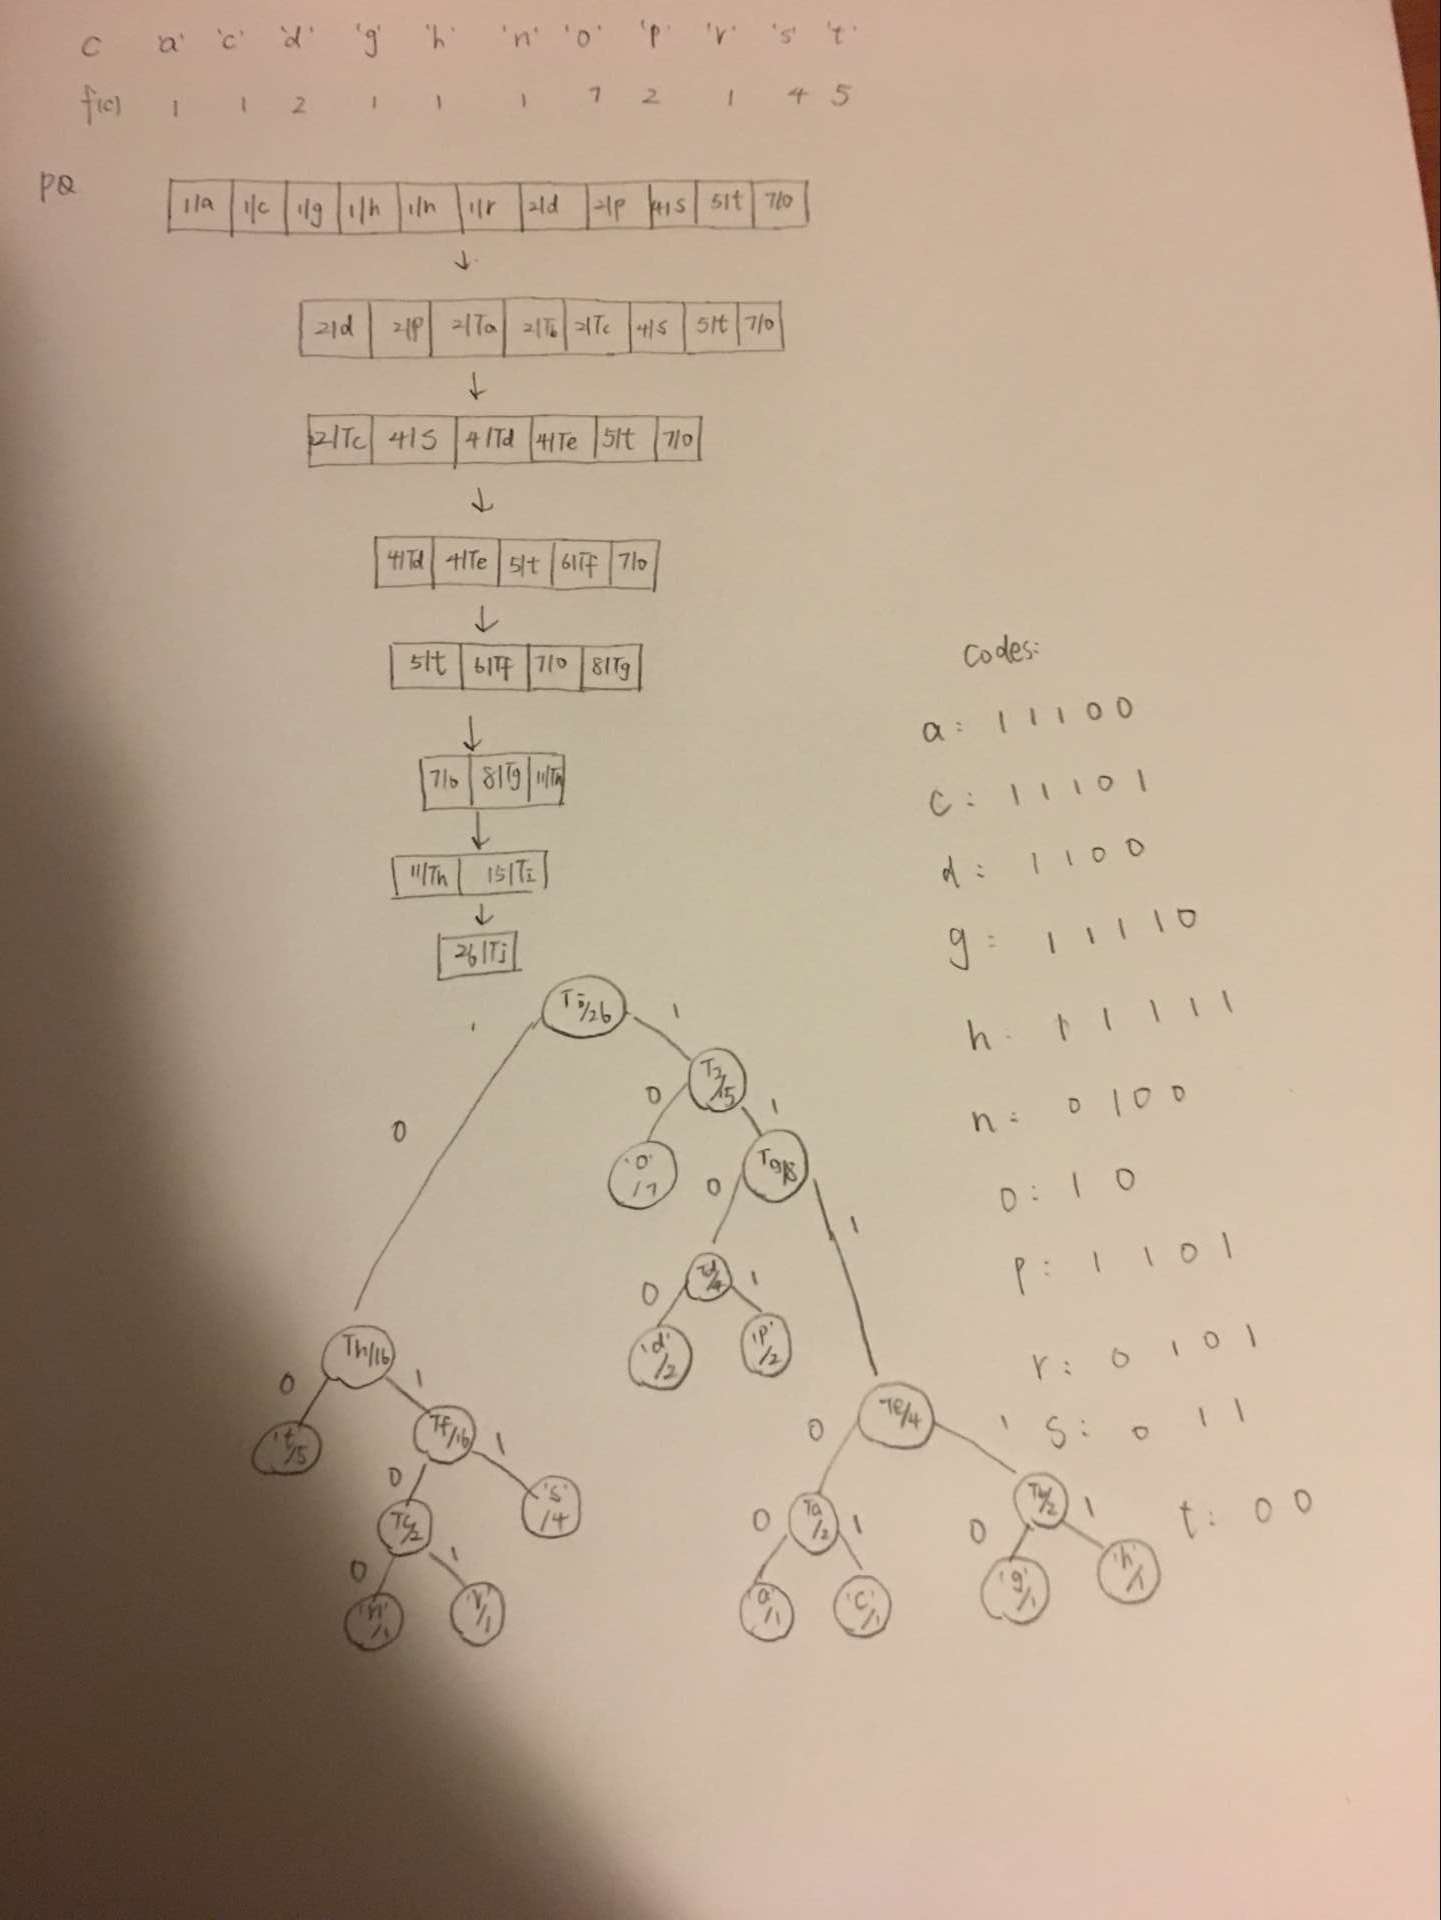 C 'a' 'c' 'd' 'g' 'h' 'n' 'o' 'p' 'r' 's' 't'
f(c) 1 1 2 1 1 1 7 2 1 4 5
PQ
1/a 1/c 1/g 1/h 1/n 1/r 2/d 2/p 4/s 5/t 7/o
↓
2/d 2/p 2/Ta 2/Tb 2/Tc 4/s 5/t 7/o
↓
2/Tc 4/S 4/Td 4/Te 5/t 7/o
↓
4/Td 4/Te 5/t 6/Tf 7/o
↓
5/t 6/Tf 7/o 8/Tg
↓
7/o 8/Tg 11/Th
↓
11/Th 15/Ti
↓
26/Tj
Codes:
a: 11100
c: 11101
d: 1100
g: 11110
h: 11111
n: 0100
o: 10
p: 1101
r: 0101
s: 011
t: 00
/26
0 1
/15
0 1
'o' /7
Tg/8
0 1
Td/4
0 1
'd' /2
'p' /2
Th/16
0 1
't' /5
Tf/16
0 1
Tc/2
's' /4
0 1
'n' /1
'r' /1
Te/4
0 1
Ta /2
Tb/2
0 1
0 1
'a' /1
'c' /1
'g' /1
'h' /1